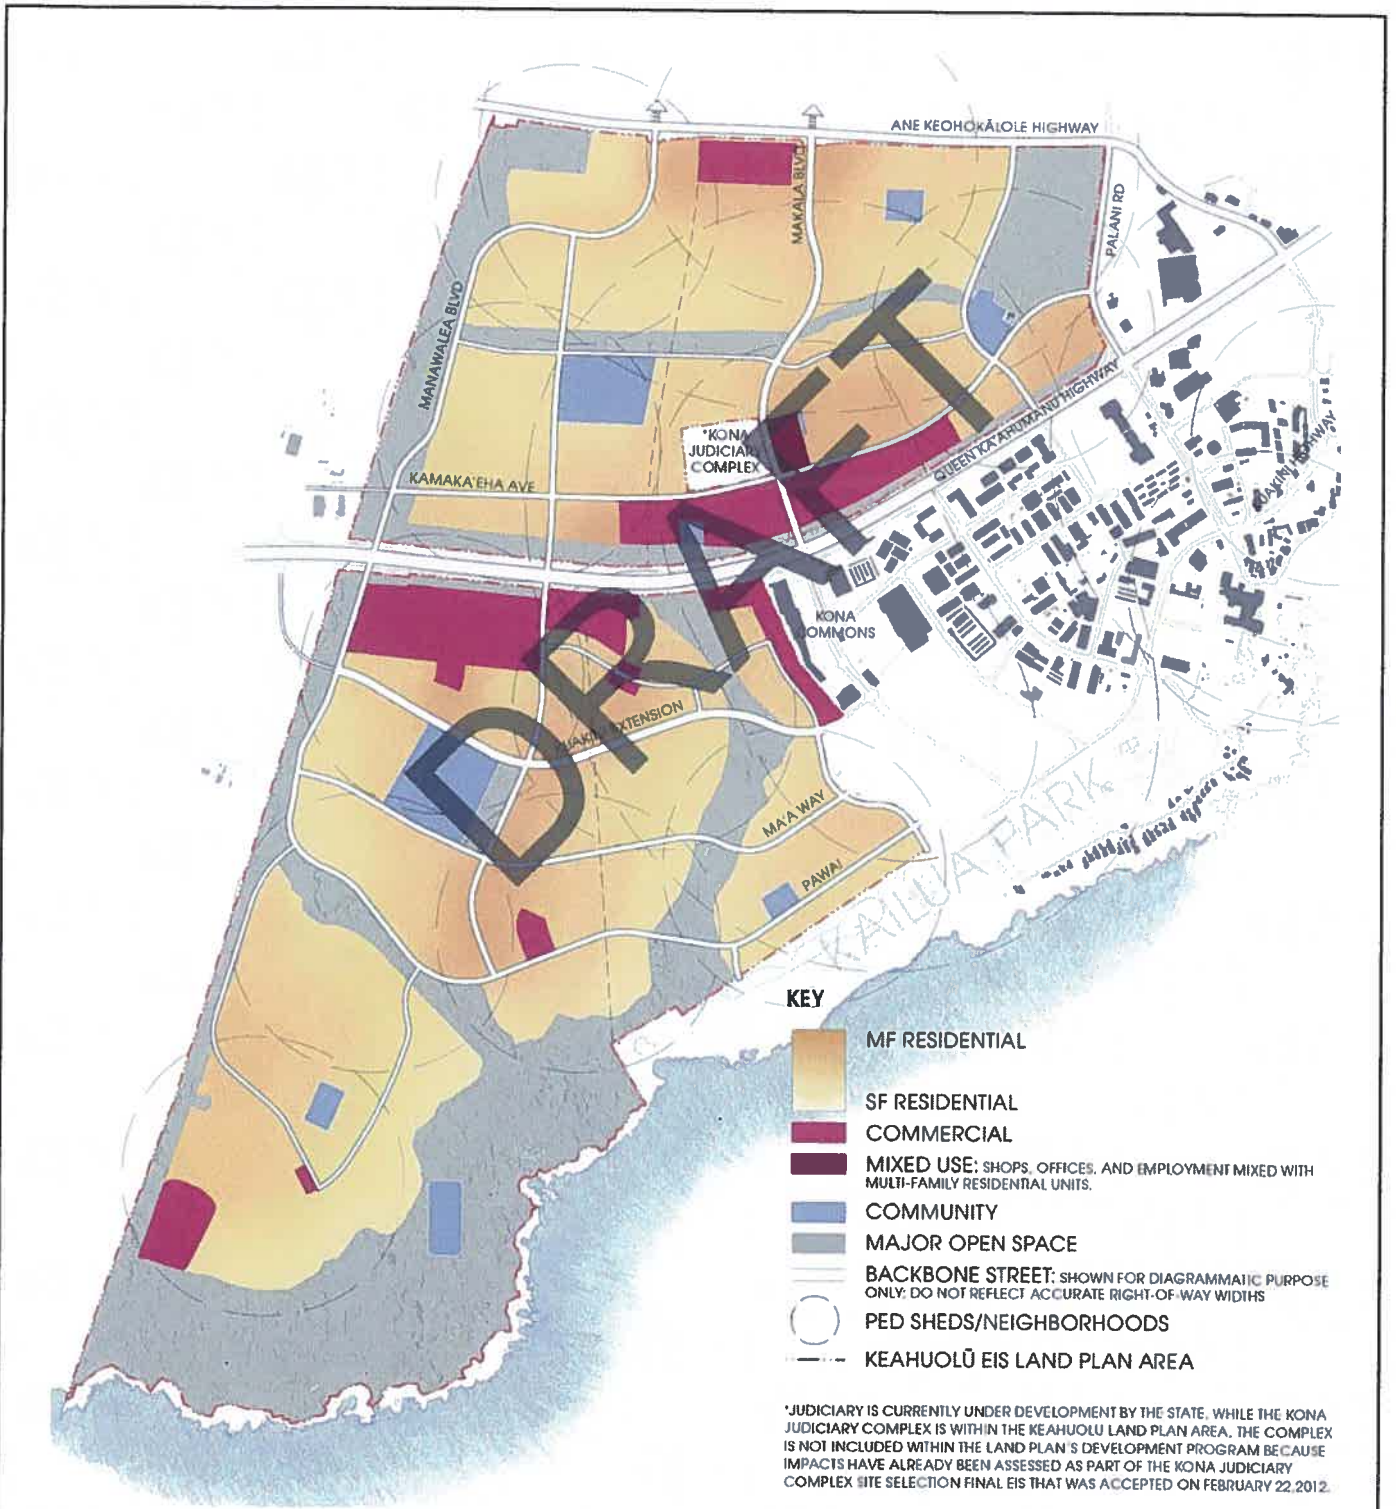 ANE KEOHOKĀLOLE HIGHWAY
MAKALA BLVD
PALANI RD
MANAWALEA BLVD
*KONA
JUDICIARY
COMPLEX
KAMAKA'EHA AVE
QUEEN KA'AHUMANU HIGHWAY
KUAKINI HIGHWAY
KONA
COMMONS
KUAKINI EXTENSION
MA'A WAY
PAWAI
KAILUA PARK
DRAFT
KEY
MF RESIDENTIAL
SF RESIDENTIAL
COMMERCIAL
MIXED USE: SHOPS, OFFICES, AND EMPLOYMENT MIXED WITH
MULTI-FAMILY RESIDENTIAL UNITS.
COMMUNITY
MAJOR OPEN SPACE
BACKBONE STREET: SHOWN FOR DIAGRAMMATIC PURPOSE
ONLY; DO NOT REFLECT ACCURATE RIGHT-OF-WAY WIDTHS
PED SHEDS/NEIGHBORHOODS
KEAHUOLŪ EIS LAND PLAN AREA
*JUDICIARY IS CURRENTLY UNDER DEVELOPMENT BY THE STATE, WHILE THE KONA
JUDICIARY COMPLEX IS WITHIN THE KEAHUOLU LAND PLAN AREA, THE COMPLEX
IS NOT INCLUDED WITHIN THE LAND PLAN'S DEVELOPMENT PROGRAM BECAUSE
IMPACTS HAVE ALREADY BEEN ASSESSED AS PART OF THE KONA JUDICIARY
COMPLEX SITE SELECTION FINAL EIS THAT WAS ACCEPTED ON FEBRUARY 22,2012.